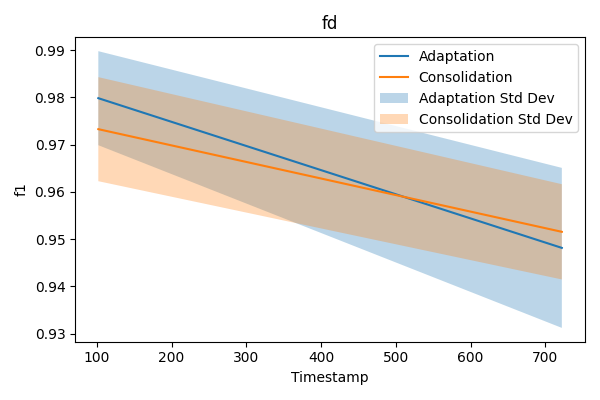 fd
0.99
0.98
0.97
0.96
0.95
0.94
0.93
f1
Adaptation
Consolidation
Adaptation Std Dev
Consolidation Std Dev
100 200 300 400 500 600 700
Timestamp